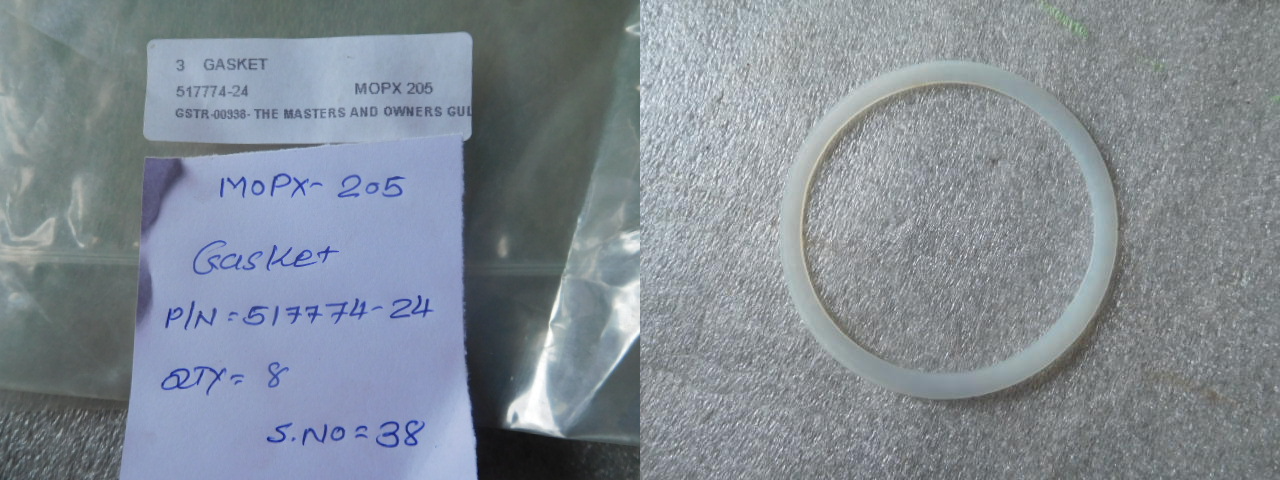 3 GASKET
517774-24 MOPX 205
GSTR-00938- THE MASTERS AND OWNERS GUL
MOPX- 205
Gasket
P/N = 517774-24
QTY = 8
S.NO = 38